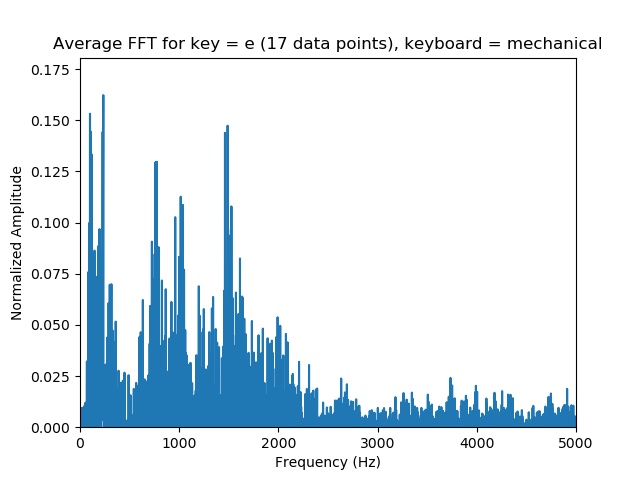 Average FFT for key = e (17 data points), keyboard = mechanical
0.175
0.150
0.125
0.100
0.075
0.050
0.025
0.000
Normalized Amplitude
0 1000 2000 3000 4000 5000
Frequency (Hz)